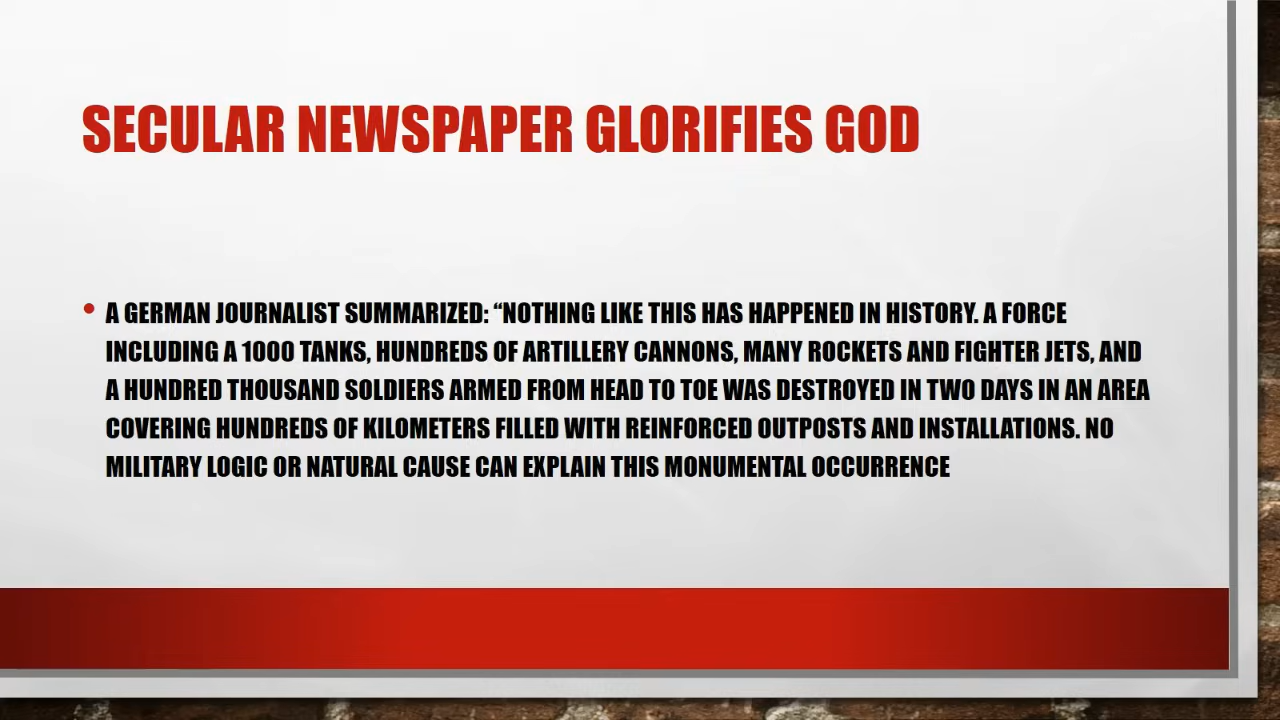 SECULAR NEWSPAPER GLORIFIES GOD
• A GERMAN JOURNALIST SUMMARIZED: “NOTHING LIKE THIS HAS HAPPENED IN HISTORY. A FORCE
INCLUDING A 1000 TANKS, HUNDREDS OF ARTILLERY CANNONS, MANY ROCKETS AND FIGHTER JETS, AND
A HUNDRED THOUSAND SOLDIERS ARMED FROM HEAD TO TOE WAS DESTROYED IN TWO DAYS IN AN AREA
COVERING HUNDREDS OF KILOMETERS FILLED WITH REINFORCED OUTPOSTS AND INSTALLATIONS. NO
MILITARY LOGIC OR NATURAL CAUSE CAN EXPLAIN THIS MONUMENTAL OCCURRENCE